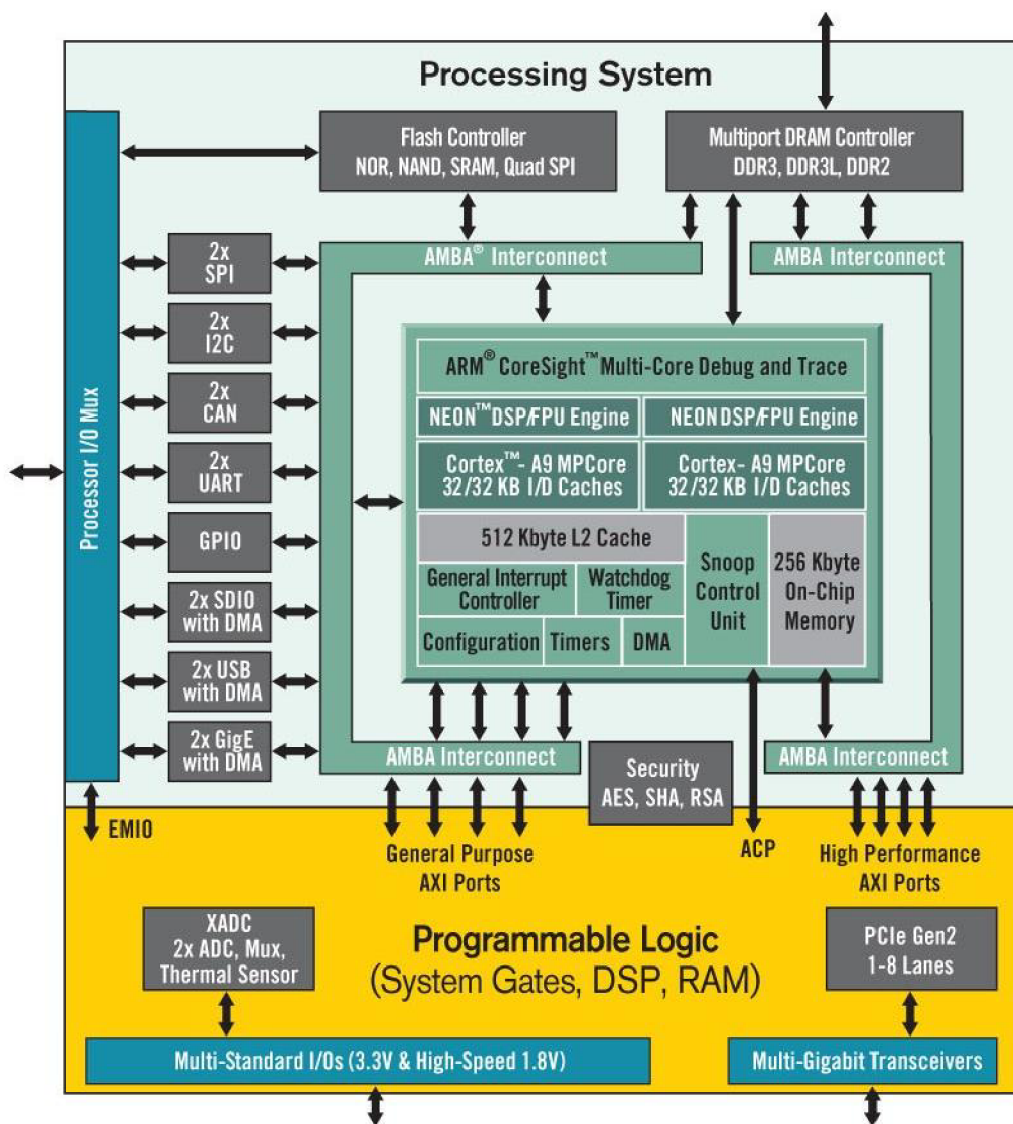 Processing System
Flash Controller
NOR, NAND, SRAM, Quad SPI
Multiport DRAM Controller
DDR3, DDR3L, DDR2
Processor I/O Mux
2x
SPI
2x
I2C
2x
CAN
2x
UART
GPIO
2x SDIO
with DMA
2x USB
with DMA
2x GigE
with DMA
AMBA® Interconnect
AMBA Interconnect
ARM® CoreSight™ Multi-Core Debug and Trace
NEON™ DSP/FPU Engine
NEON DSP/FPU Engine
Cortex™- A9 MPCore
32/32 KB I/D Caches
Cortex- A9 MPCore
32/32 KB I/D Caches
512 Kbyte L2 Cache
General Interrupt
Controller
Watchdog
Timer
Configuration
Timers
DMA
Snoop
Control
Unit
256 Kbyte
On-Chip
Memory
AMBA Interconnect
Security
AES, SHA, RSA
AMBA Interconnect
EMIO
General Purpose
AXI Ports
ACP
High Performance
AXI Ports
XADC
2x ADC, Mux,
Thermal Sensor
Programmable Logic
(System Gates, DSP, RAM)
PCIe Gen2
1-8 Lanes
Multi-Standard I/Os (3.3V & High-Speed 1.8V)
Multi-Gigabit Transceivers